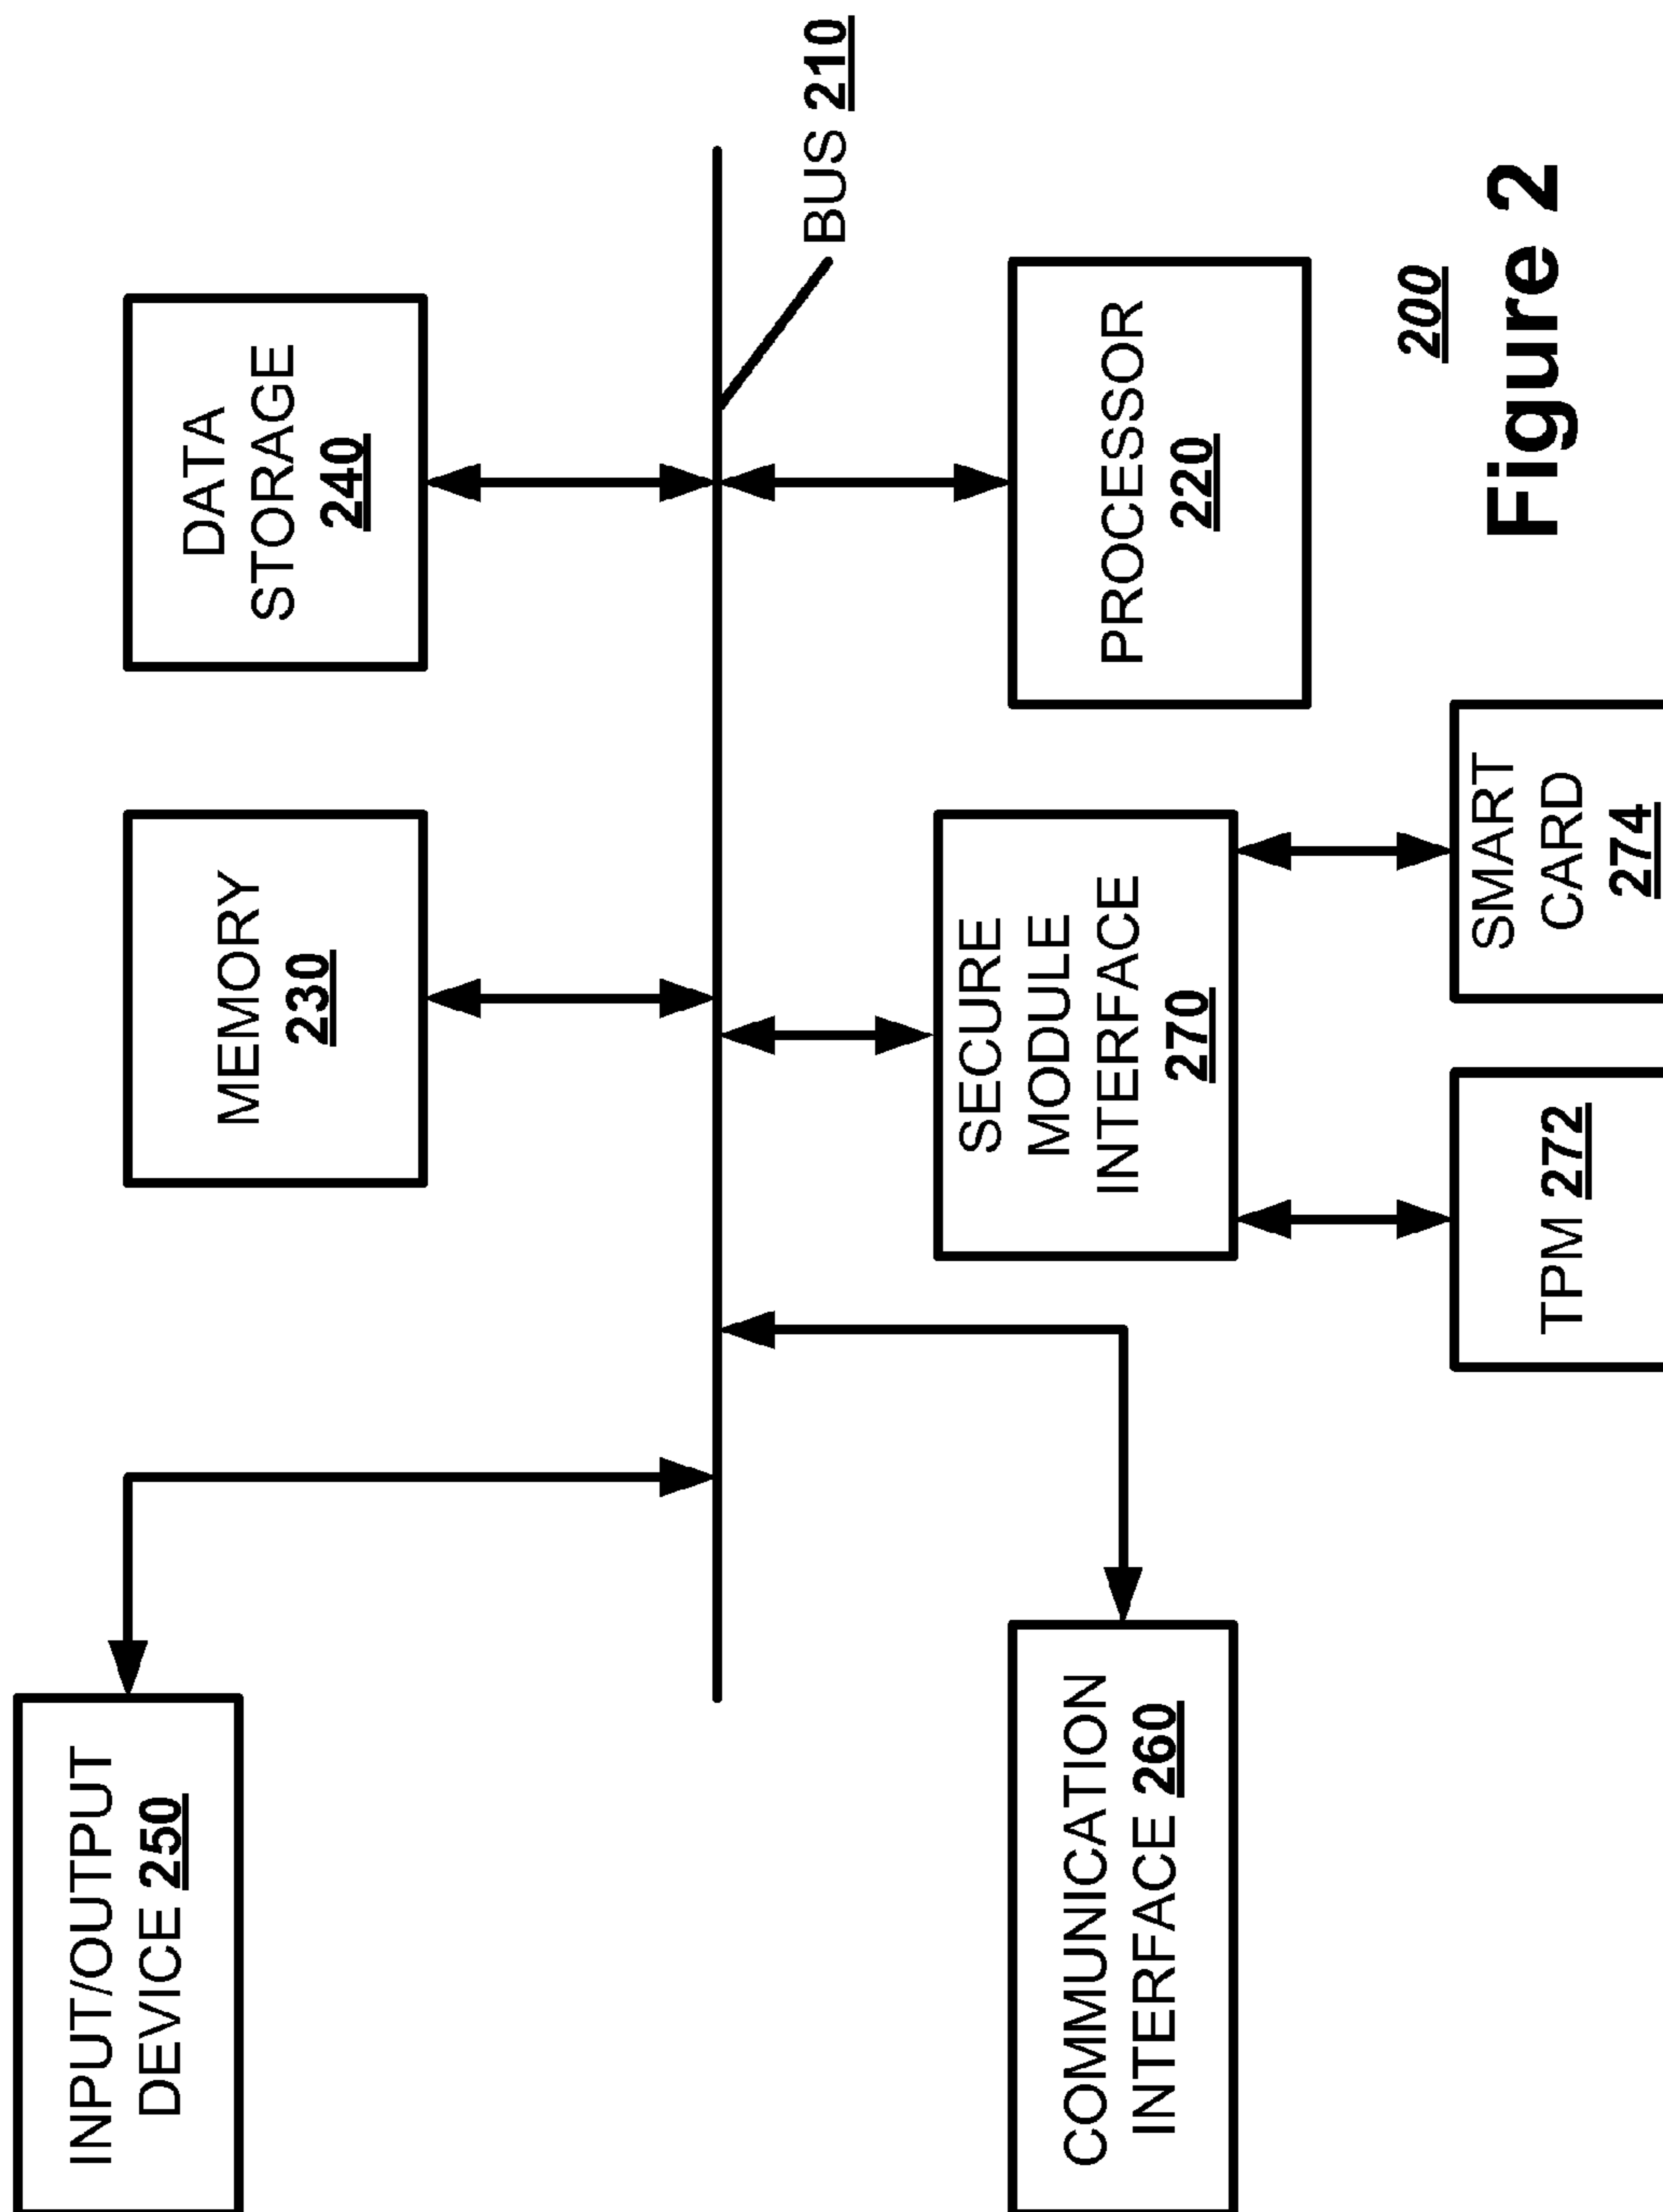 INPUT/OUTPUT
DEVICE 250
MEMORY
230
DATA
STORAGE
240
BUS 210
COMMUNICATION
INTERFACE 260
SECURE
MODULE
INTERFACE
270
PROCESSOR
220
TPM 272
SMART
CARD
274
200
Figure 2